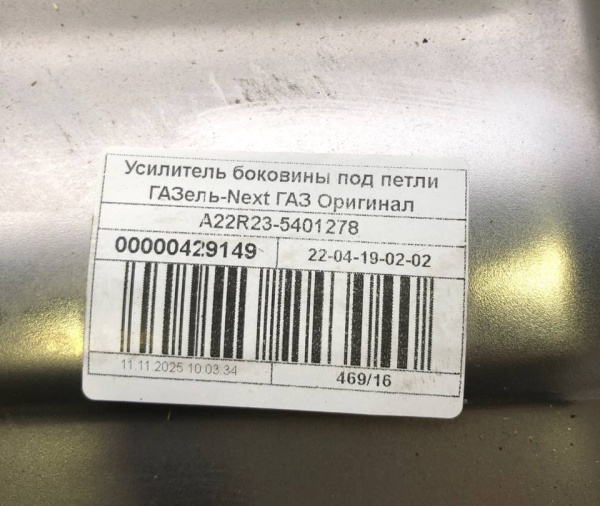 Усилитель боковины под петли
ГАЗель-Next ГАЗ Оригинал
A22R23-5401278
00000429149
22-04-19-02-02
11.11.2025 10:03:34
469/16